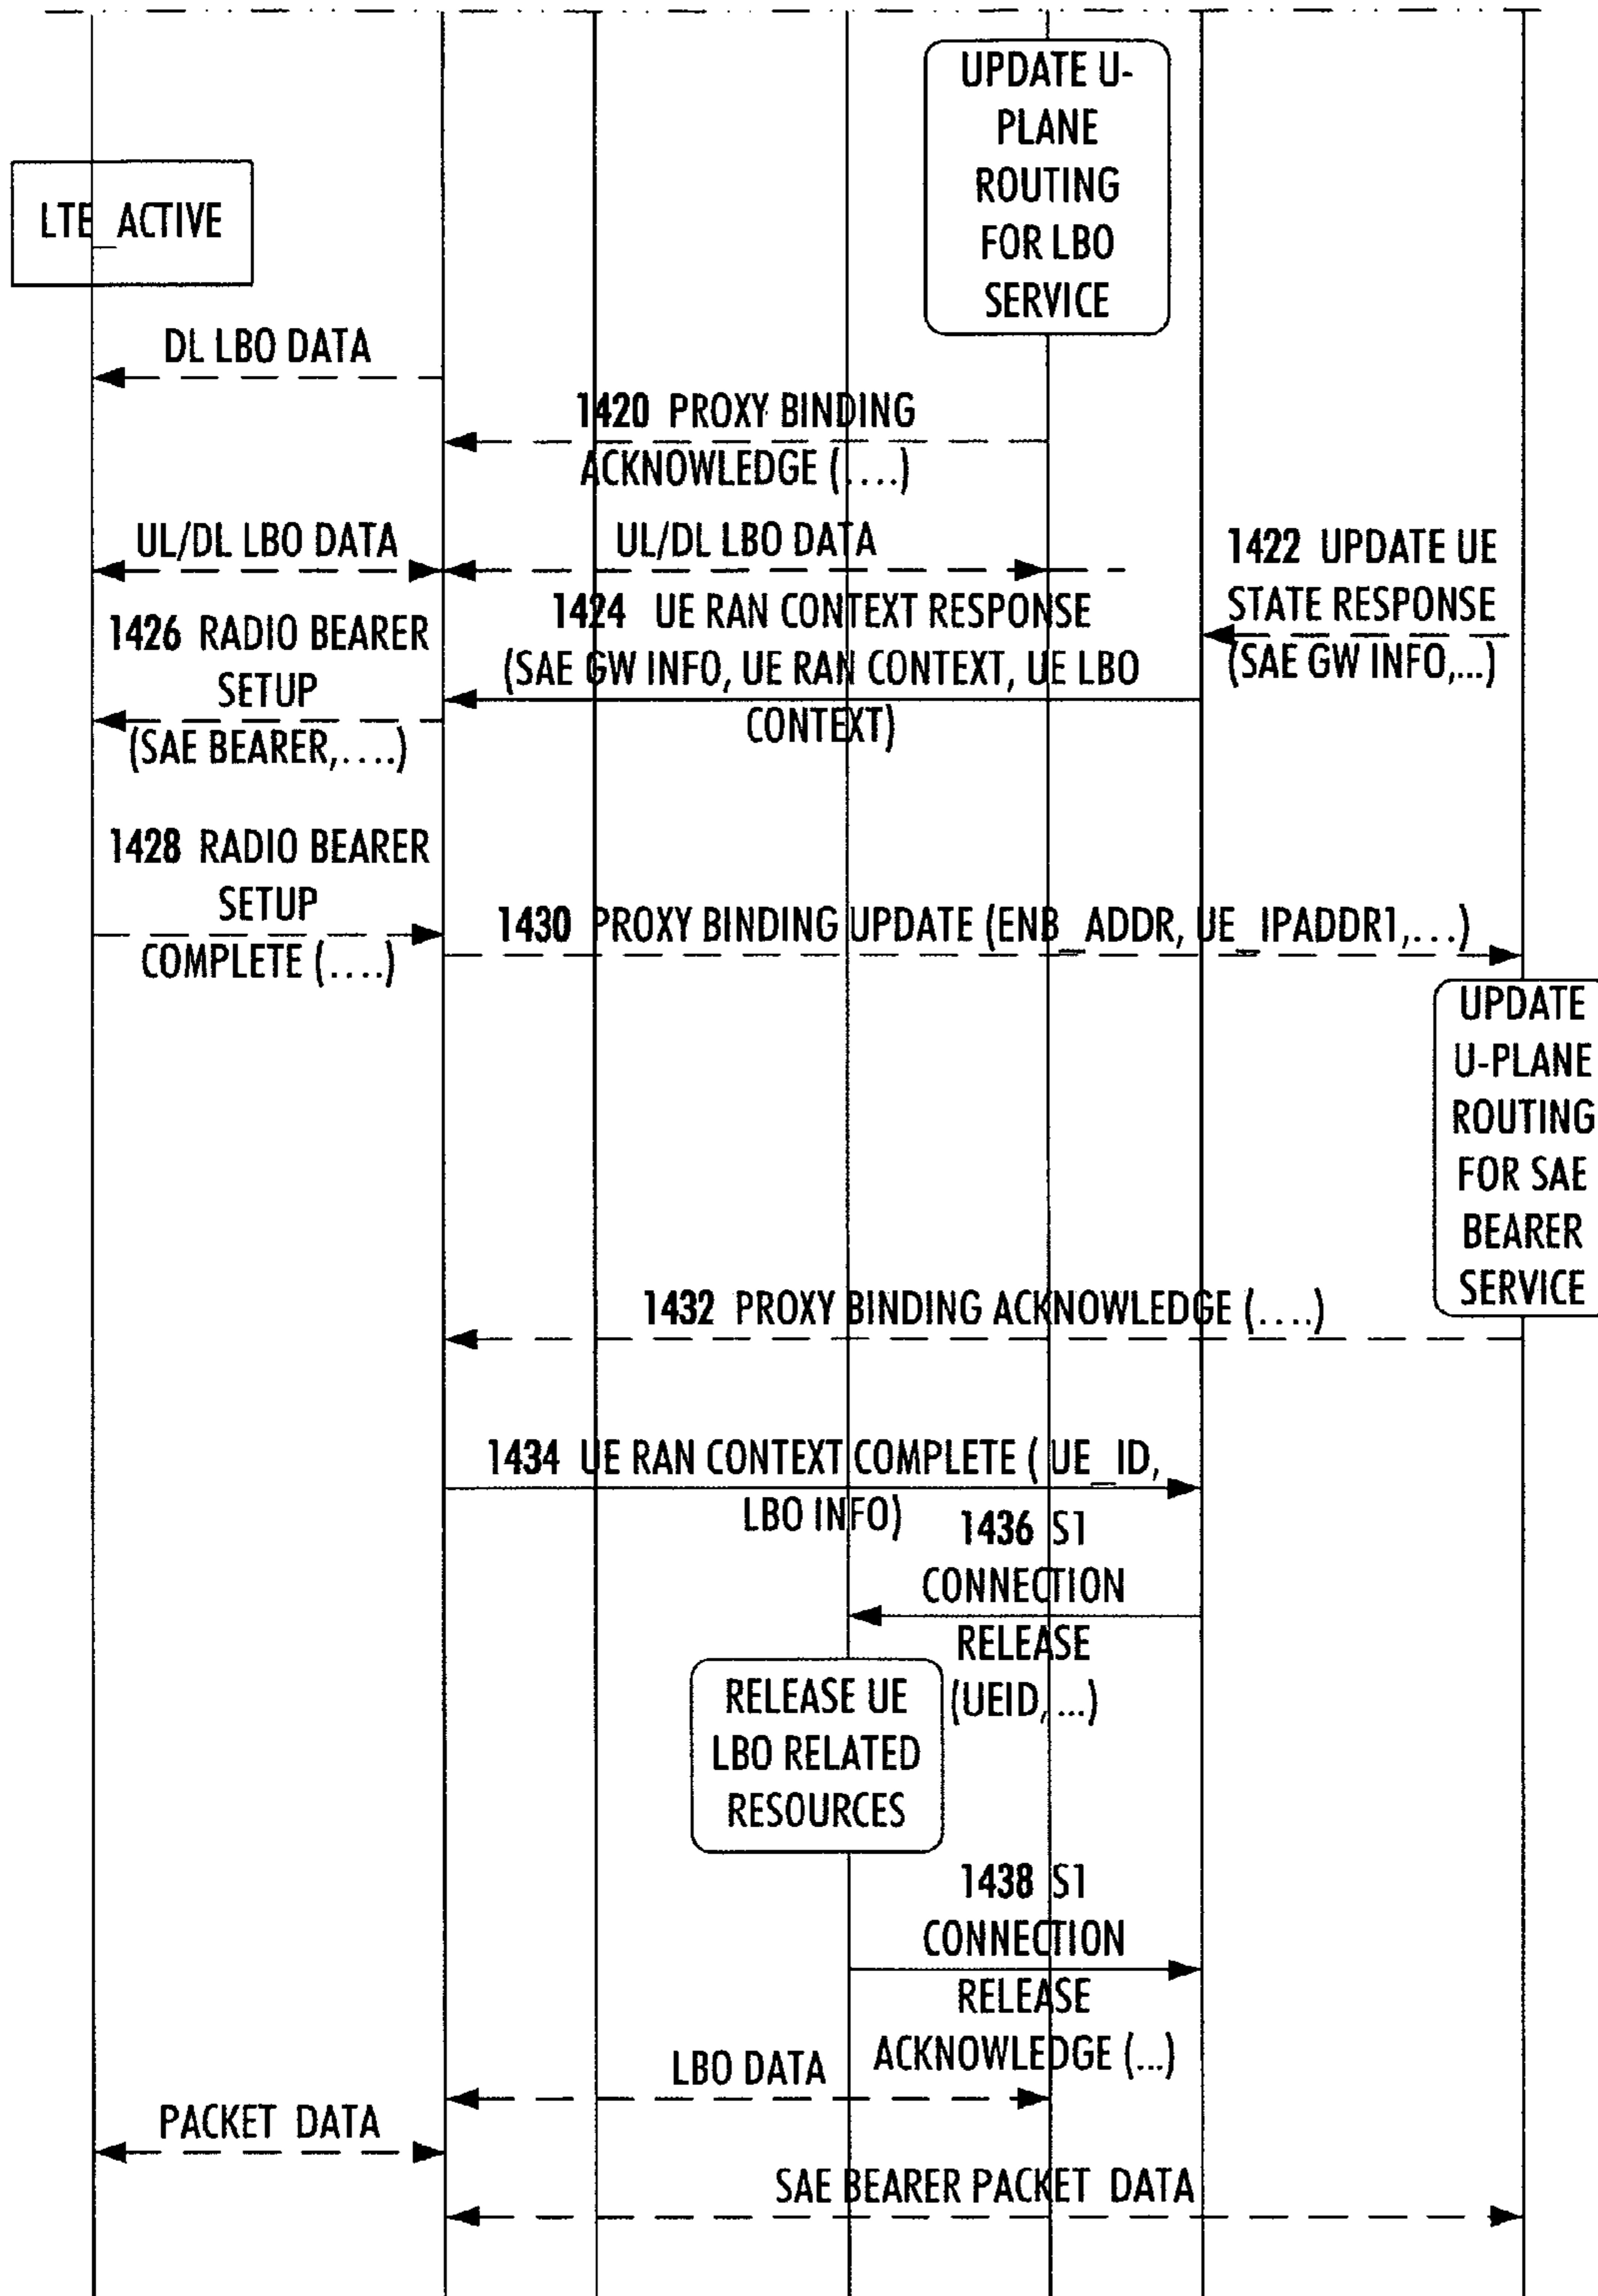 UPDATE U-
PLANE
ROUTING
FOR LBO
SERVICE
LTE_ACTIVE
DL LBO DATA
1420 PROXY BINDING
ACKNOWLEDGE (....)
UL/DL LBO DATA
UL/DL LBO DATA
1422 UPDATE UE
STATE RESPONSE
(SAE GW INFO,...)
1424 UE RAN CONTEXT RESPONSE
(SAE GW INFO, UE RAN CONTEXT, UE LBO
CONTEXT)
1426 RADIO BEARER
SETUP
(SAE BEARER,....)
1428 RADIO BEARER
SETUP
COMPLETE (....)
1430 PROXY BINDING UPDATE (ENB_ADDR, UE_IPADDR1,...)
UPDATE
U-PLANE
ROUTING
FOR SAE
BEARER
SERVICE
1432 PROXY BINDING ACKNOWLEDGE (....)
1434 UE RAN CONTEXT COMPLETE ( UE_ID,
LBO INFO)
1436 S1
CONNECTION
RELEASE
(UEID, ...)
RELEASE UE
LBO RELATED
RESOURCES
1438 S1
CONNECTION
RELEASE
ACKNOWLEDGE (...)
LBO DATA
PACKET DATA
SAE BEARER PACKET DATA